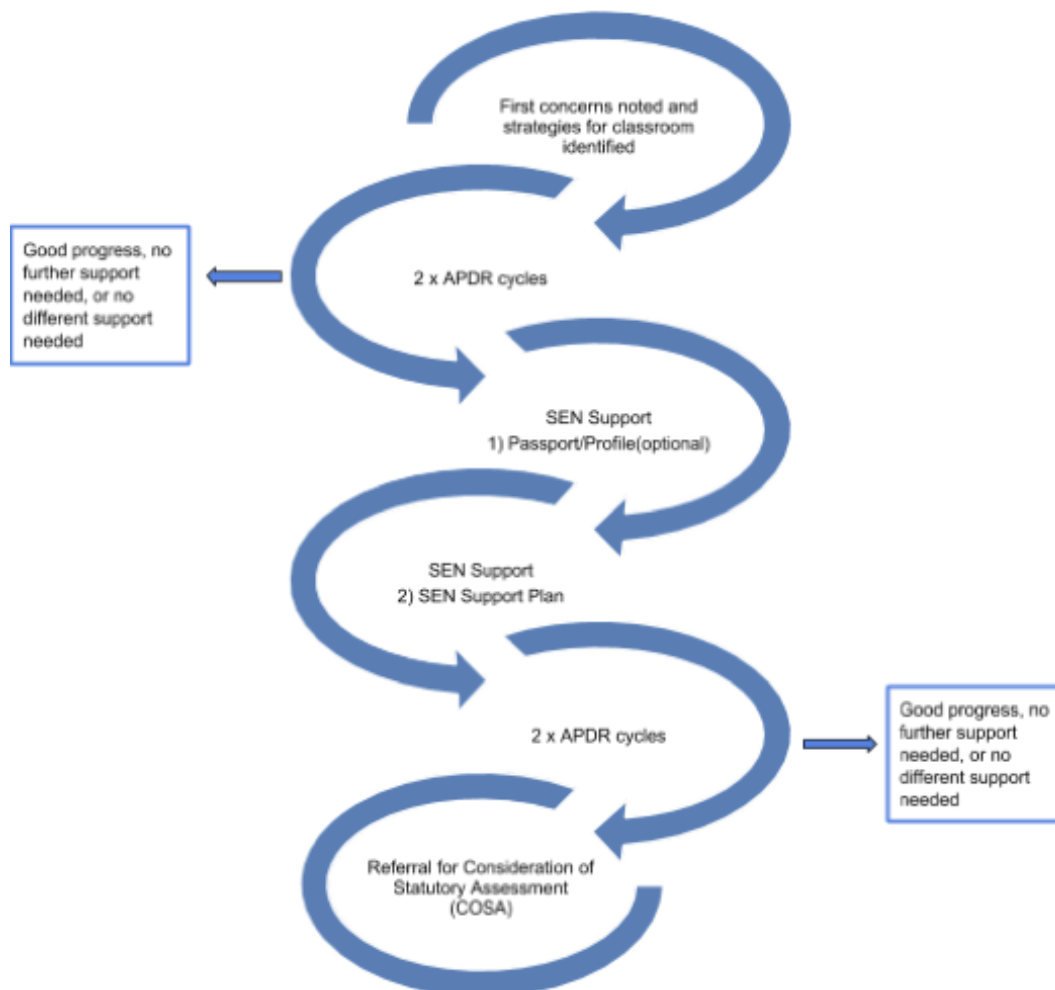 First concerns noted and
strategies for classroom
identified
Good progress, no
further support
needed, or no
different support
needed
2 x APDR cycles
SEN Support
1) Passport/Profile(optional)
SEN Support
2) SEN Support Plan
2 x APDR cycles
Good progress, no
further support
needed, or no
different support
needed
Referral for Consideration of
Statutory Assessment
(COSA)